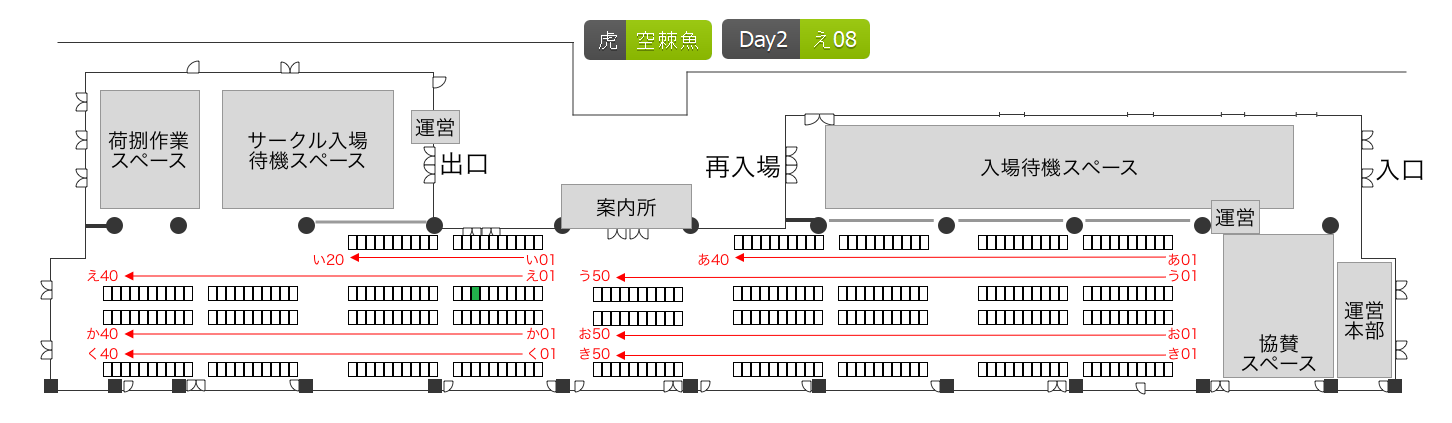 虎 空棘魚
Day2 え08
荷捌作業
スペース
サークル入場
待機スペース
運営
出口
案内所
再入場
入場待機スペース
入口
運営
い20
い01
あ40
あ01
え40
え01
う50
う01
か40
か01
お50
お01
く40
く01
き50
き01
協賛
スペース
運営
本部